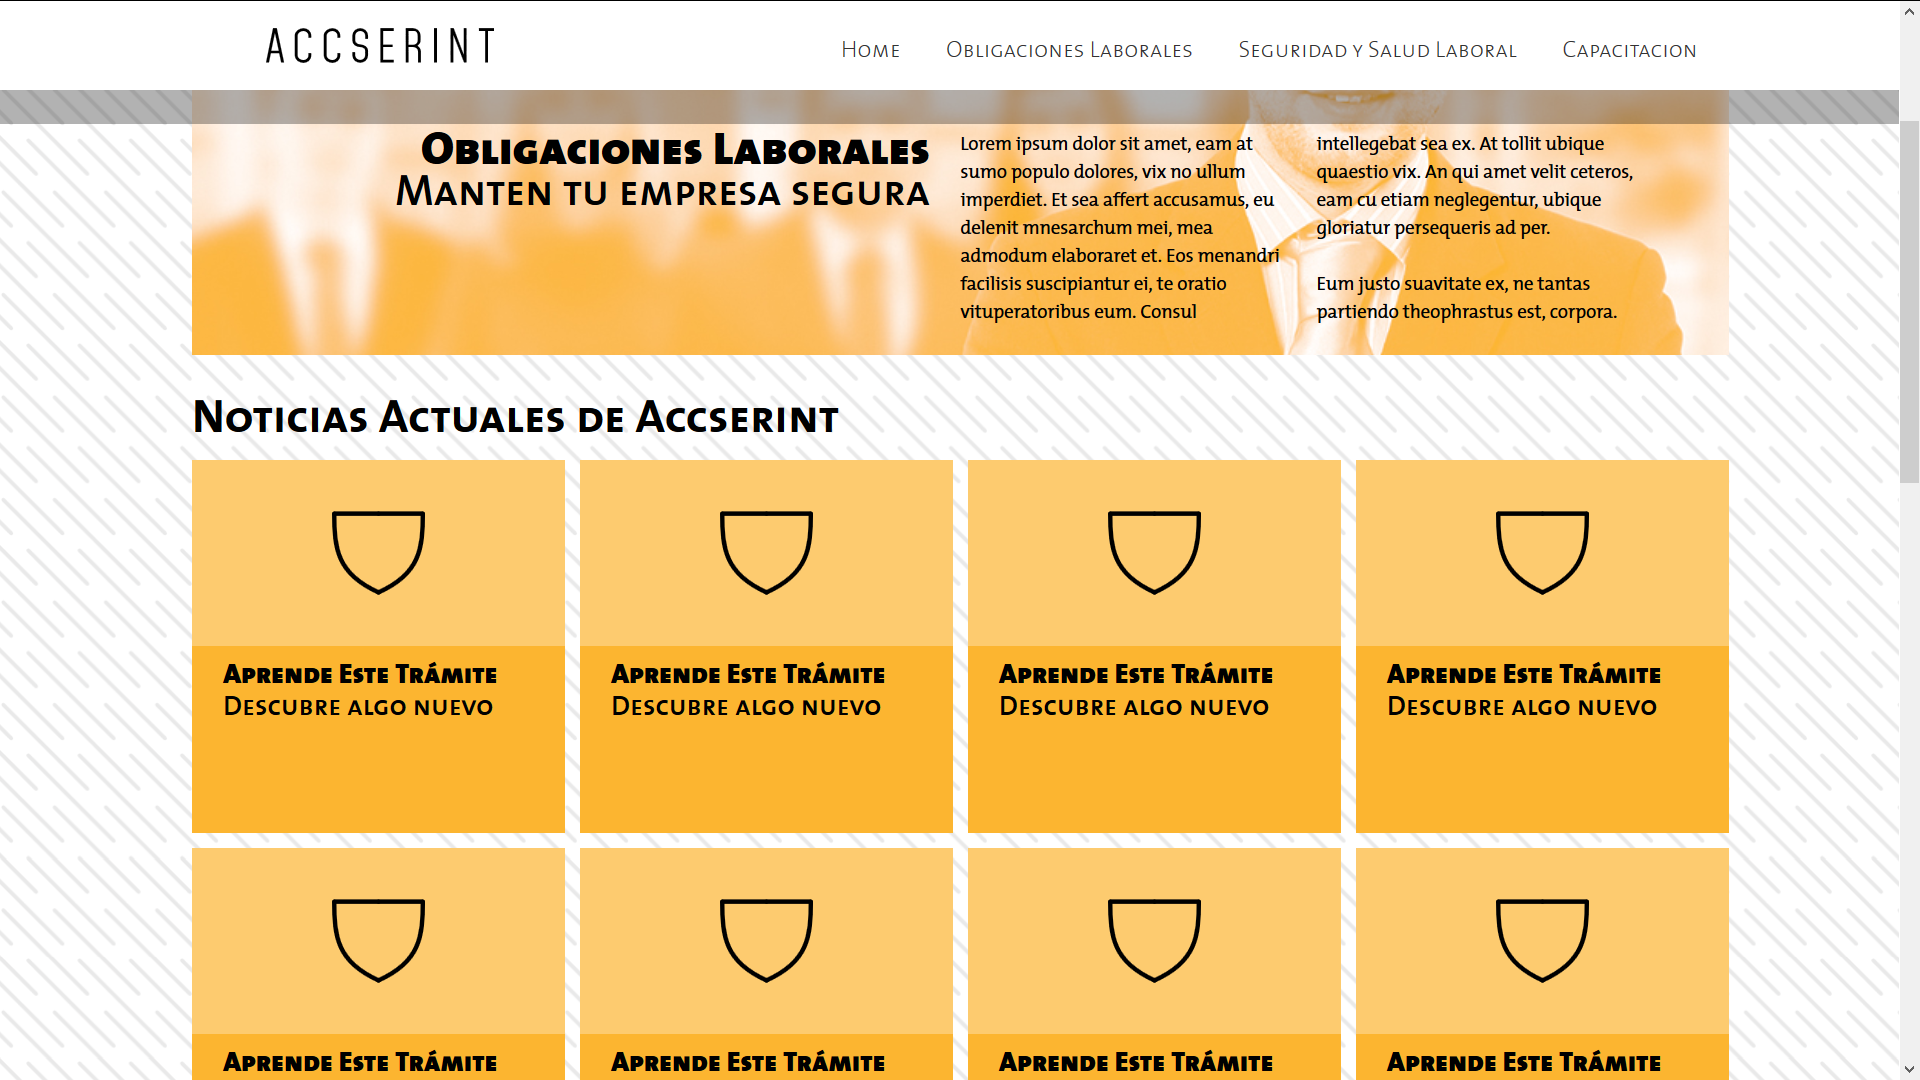 ACCSERINT
Home
Obligaciones Laborales
Seguridad y Salud Laboral
Capacitacion
Obligaciones Laborales
Manten tu empresa segura
Lorem ipsum dolor sit amet, eam at
sumo populo dolores, vix no ullum
imperdiet. Et sea affert accusamus, eu
delenit mnesarchum mei, mea
admodum elaboraret et. Eos menandri
facilisis suscipiantur ei, te oratio
vituperatoribus eum. Consul
intellegebat sea ex. At tollit ubique
quaestio vix. An qui amet velit ceteros,
eam cu etiam neglegentur, ubique
gloriatur persequeris ad per.
Eum justo suavitate ex, ne tantas
partiendo theophrastus est, corpora.
Noticias Actuales de Accserint
Aprende Este Trámite
Descubre algo nuevo
Aprende Este Trámite
Descubre algo nuevo
Aprende Este Trámite
Descubre algo nuevo
Aprende Este Trámite
Descubre algo nuevo
Aprende Este Trámite
Aprende Este Trámite
Aprende Este Trámite
Aprende Este Trámite